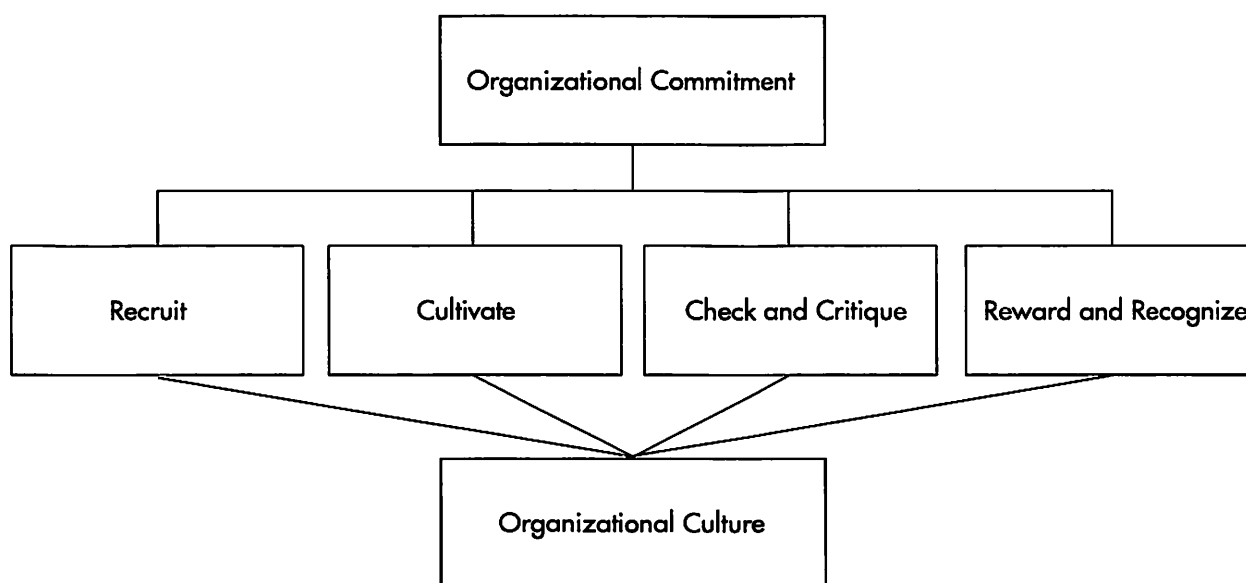 Organizational Commitment
Recruit
Cultivate
Check and Critique
Reward and Recognize
Organizational Culture